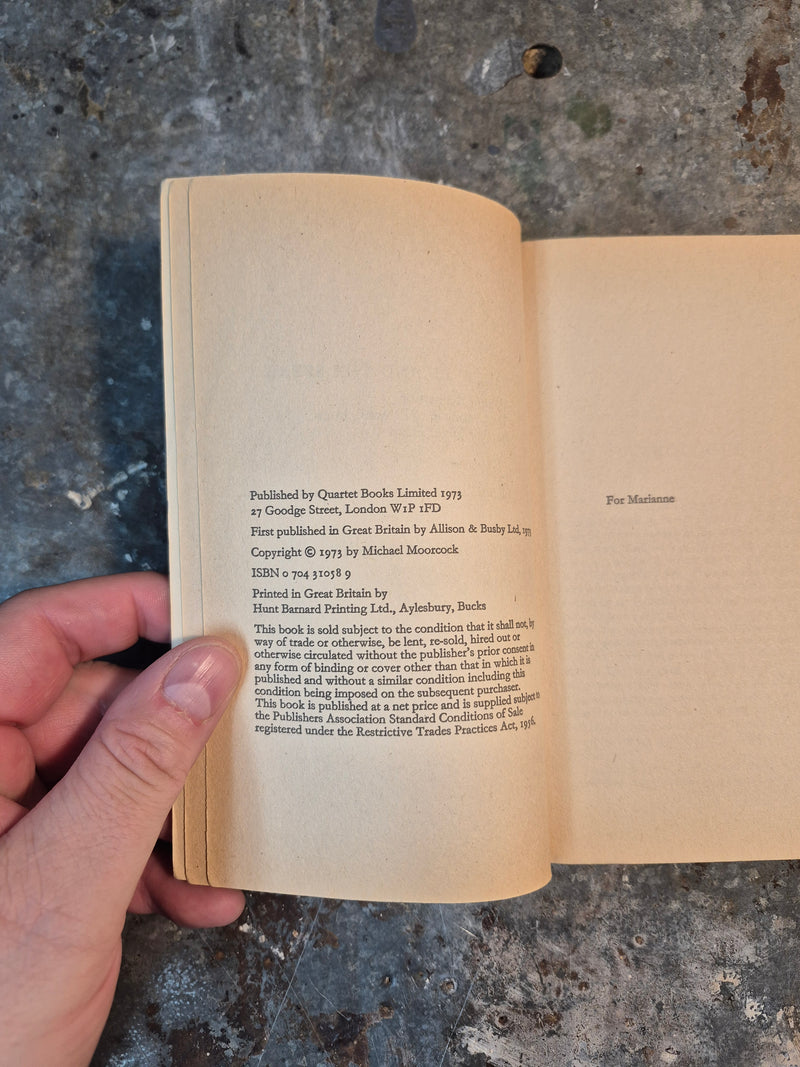 Published by Quartet Books Limited 1973
27 Goodge Street, London W1P 1FD
First published in Great Britain by Allison & Busby Ltd, 1973
Copyright © 1973 by Michael Moorcock
ISBN 0 704 31058 9
Printed in Great Britain by
Hunt Barnard Printing Ltd., Aylesbury, Bucks
This book is sold subject to the condition that it shall not, by
way of trade or otherwise, be lent, re-sold, hired out or
otherwise circulated without the publisher's prior consent in
any form of binding or cover other than that in which it is
published and without a similar condition including this
condition being imposed on the subsequent purchaser.
This book is published at a net price and is supplied subject to
the Publishers Association Standard Conditions of Sale
registered under the Restrictive Trades Practices Act, 1956.
For Marianne